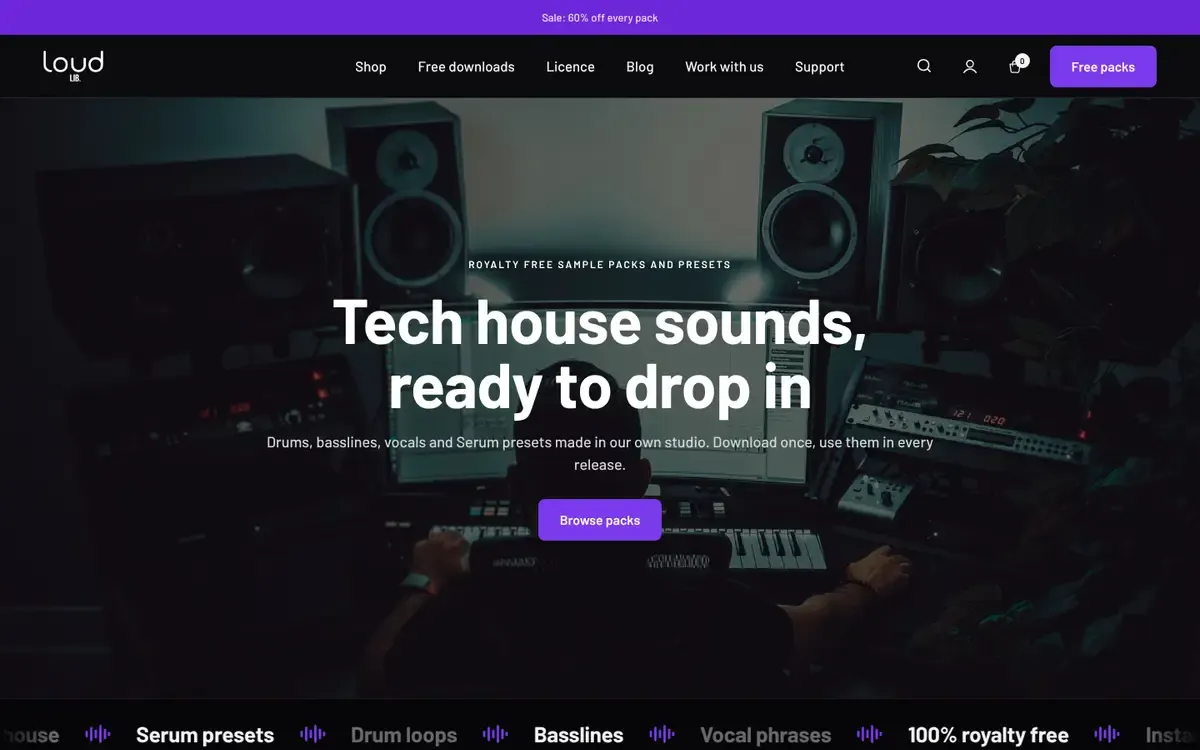 Sale: 60% off every pack
loud
LIB.
Shop
Free downloads
Licence
Blog
Work with us
Support
0
Free packs
ROYALTY FREE SAMPLE PACKS AND PRESETS
Tech house sounds,
ready to drop in
Drums, basslines, vocals and Serum presets made in our own studio. Download once, use them in every
release.
Browse packs
house Serum presets Drum loops Basslines Vocal phrases 100% royalty free